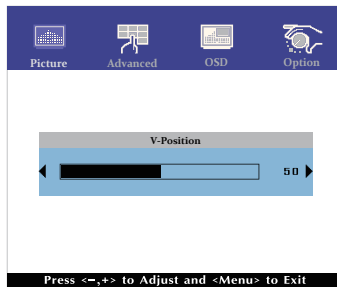 Picture Advanced OSD Option
V-Position
50
Press <-,+> to Adjust and <Menu> to Exit